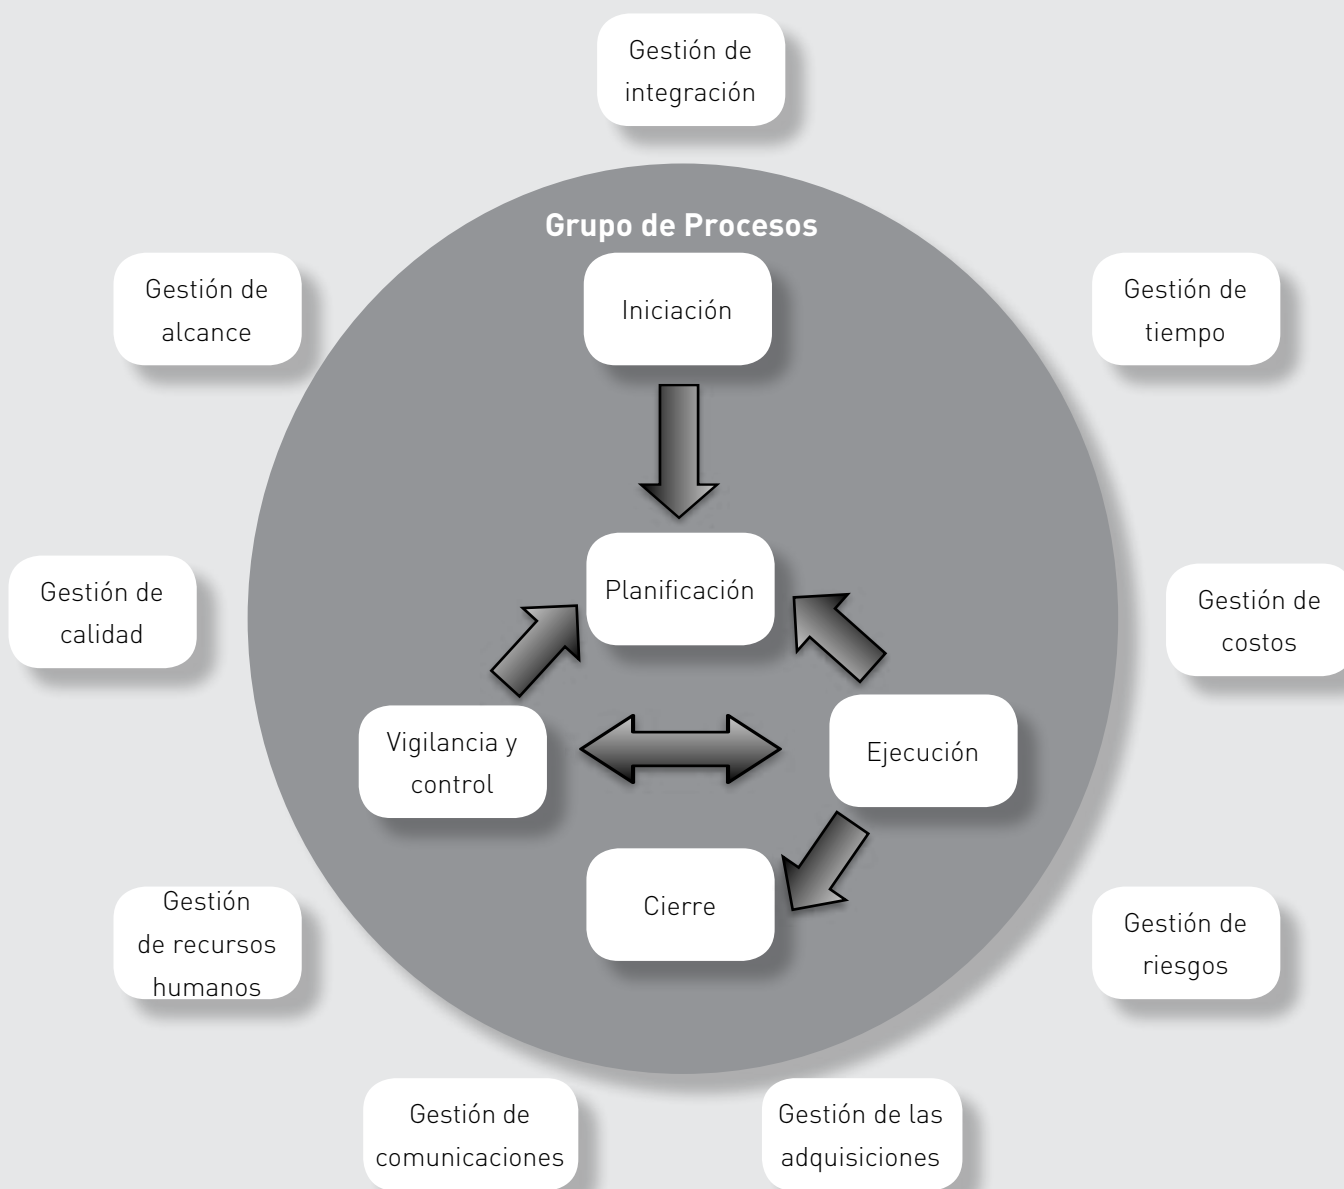 Gestión de
integración
Grupo de Procesos
Iniciación
Gestión de
alcance
Gestión de
tiempo
Planificación
Gestión de
calidad
Gestión de
costos
Vigilancia y
control
Ejecución
Cierre
Gestión
de recursos
humanos
Gestión de
riesgos
Gestión de
comunicaciones
Gestión de las
adquisiciones